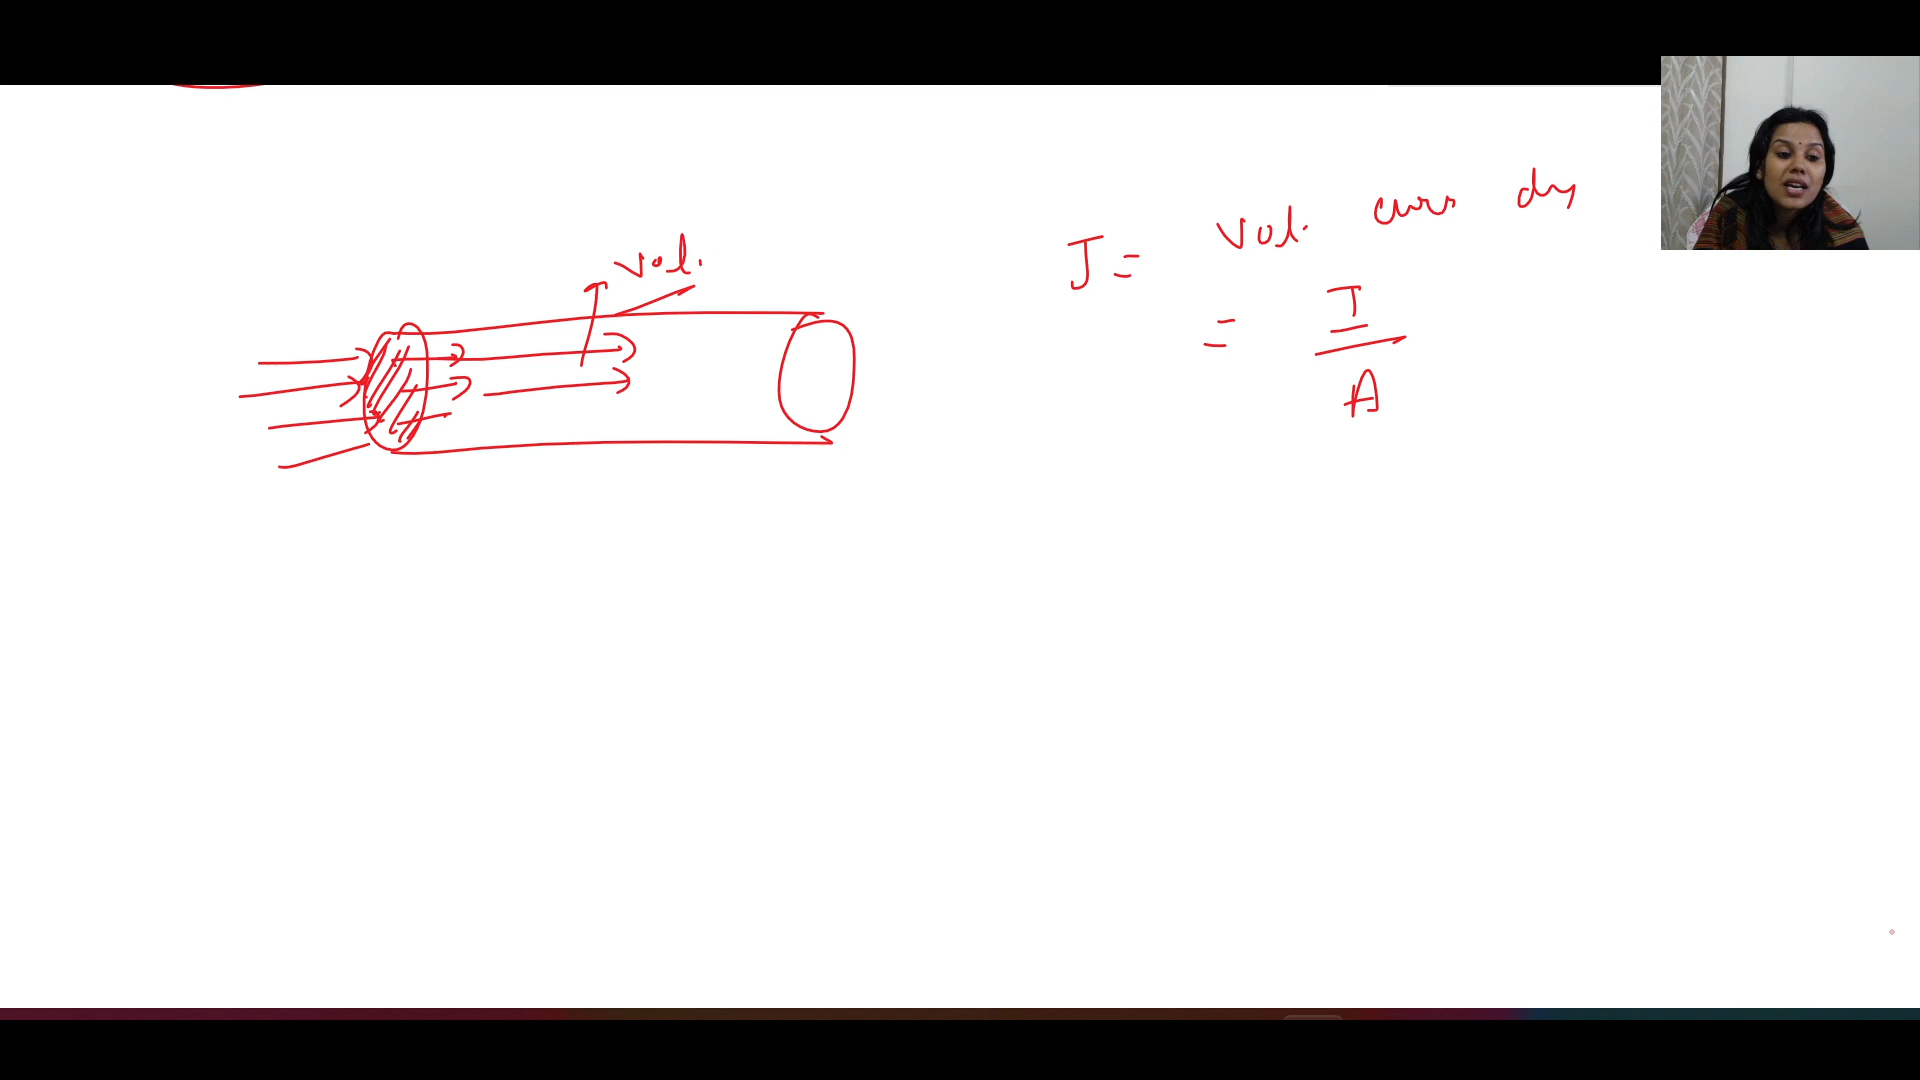 vol.
J = vol. curr dy
= I
A